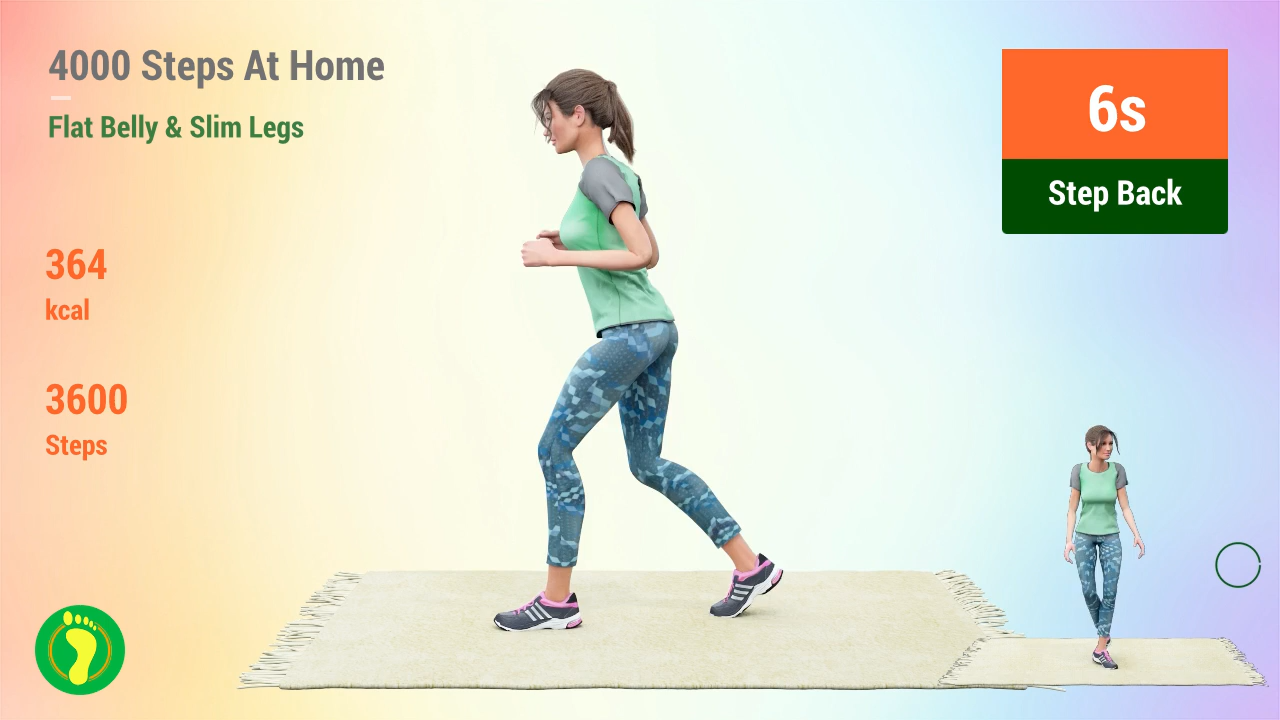 4000 Steps At Home
Flat Belly & Slim Legs
6s
Step Back
364
kcal
3600
Steps